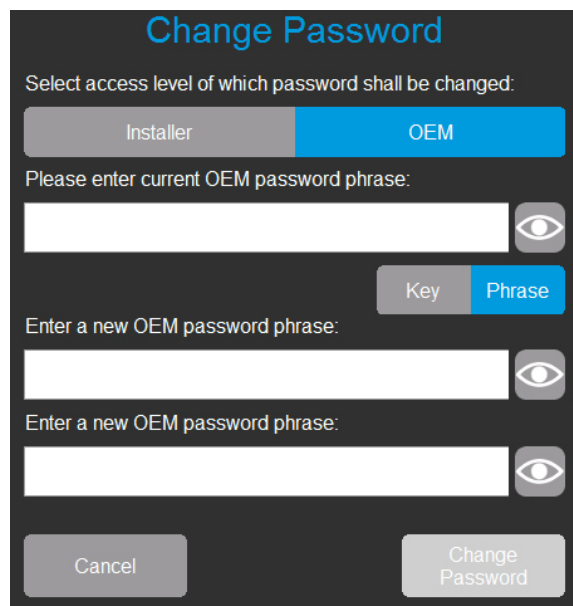 Change Password
Select access level of which password shall be changed:
Installer OEM
Please enter current OEM password phrase:
Key Phrase
Enter a new OEM password phrase:
Enter a new OEM password phrase:
Cancel
Change
Password